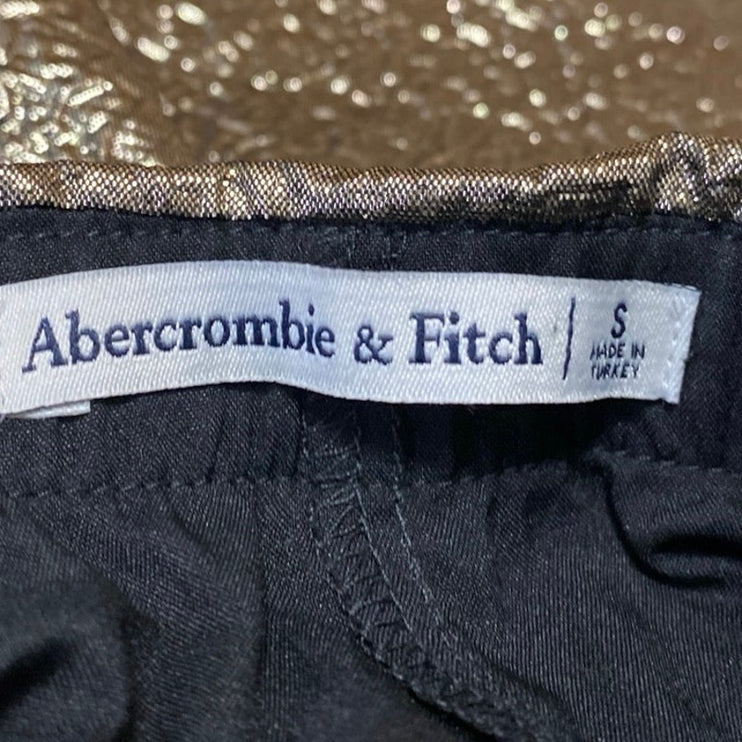 Abercrombie & Fitch
S
MADE IN
TURKEY